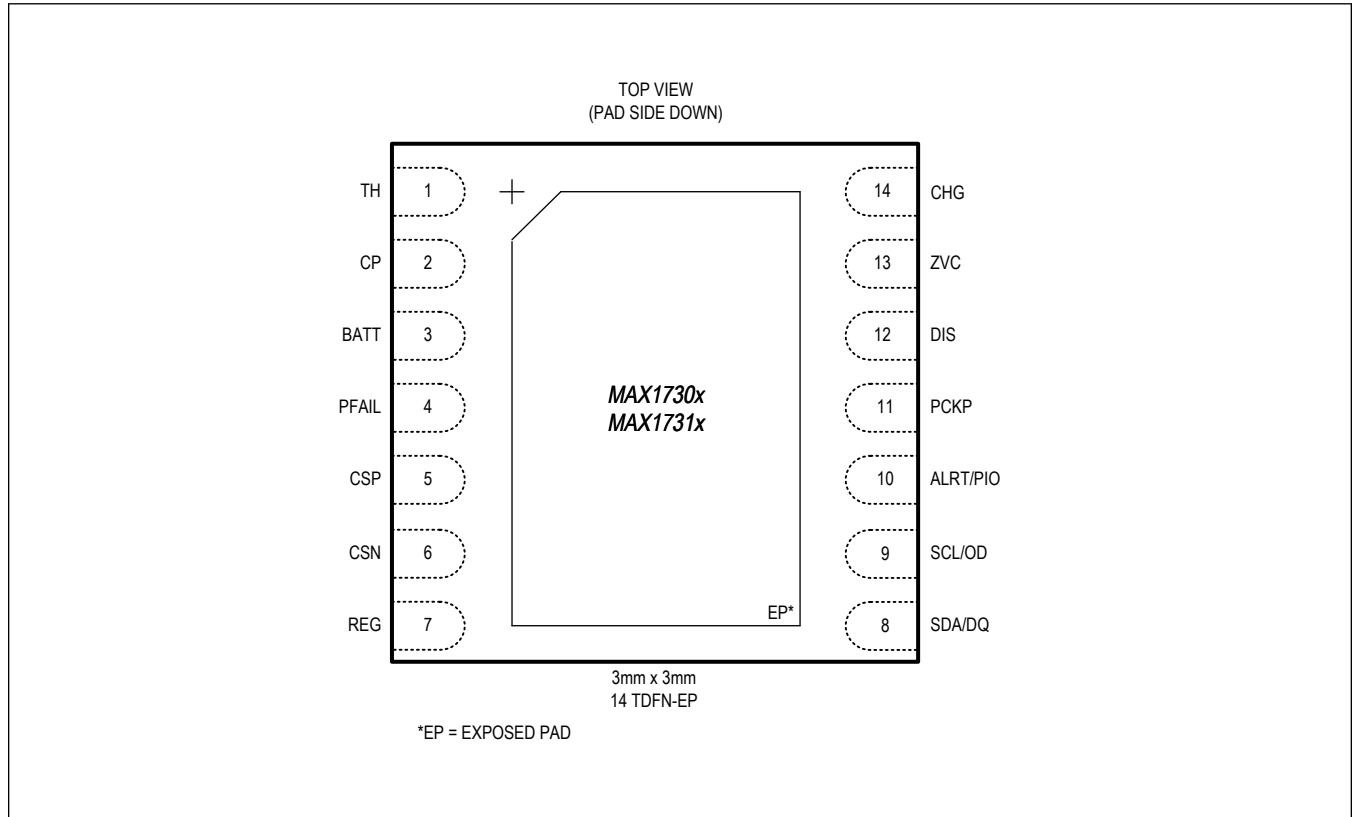 TOP VIEW
(PAD SIDE DOWN)
TH 1 + 14 CHG
CP 2 13 ZVC
BATT 3 12 DIS
MAX1730x
PFAIL 4 11 PCKP
MAX1731x
CSP 5 10 ALRT/PIO
CSN 6 9 SCL/OD
EP*
REG 7 8 SDA/DQ
3mm x 3mm
14 TDFN-EP
*EP = EXPOSED PAD